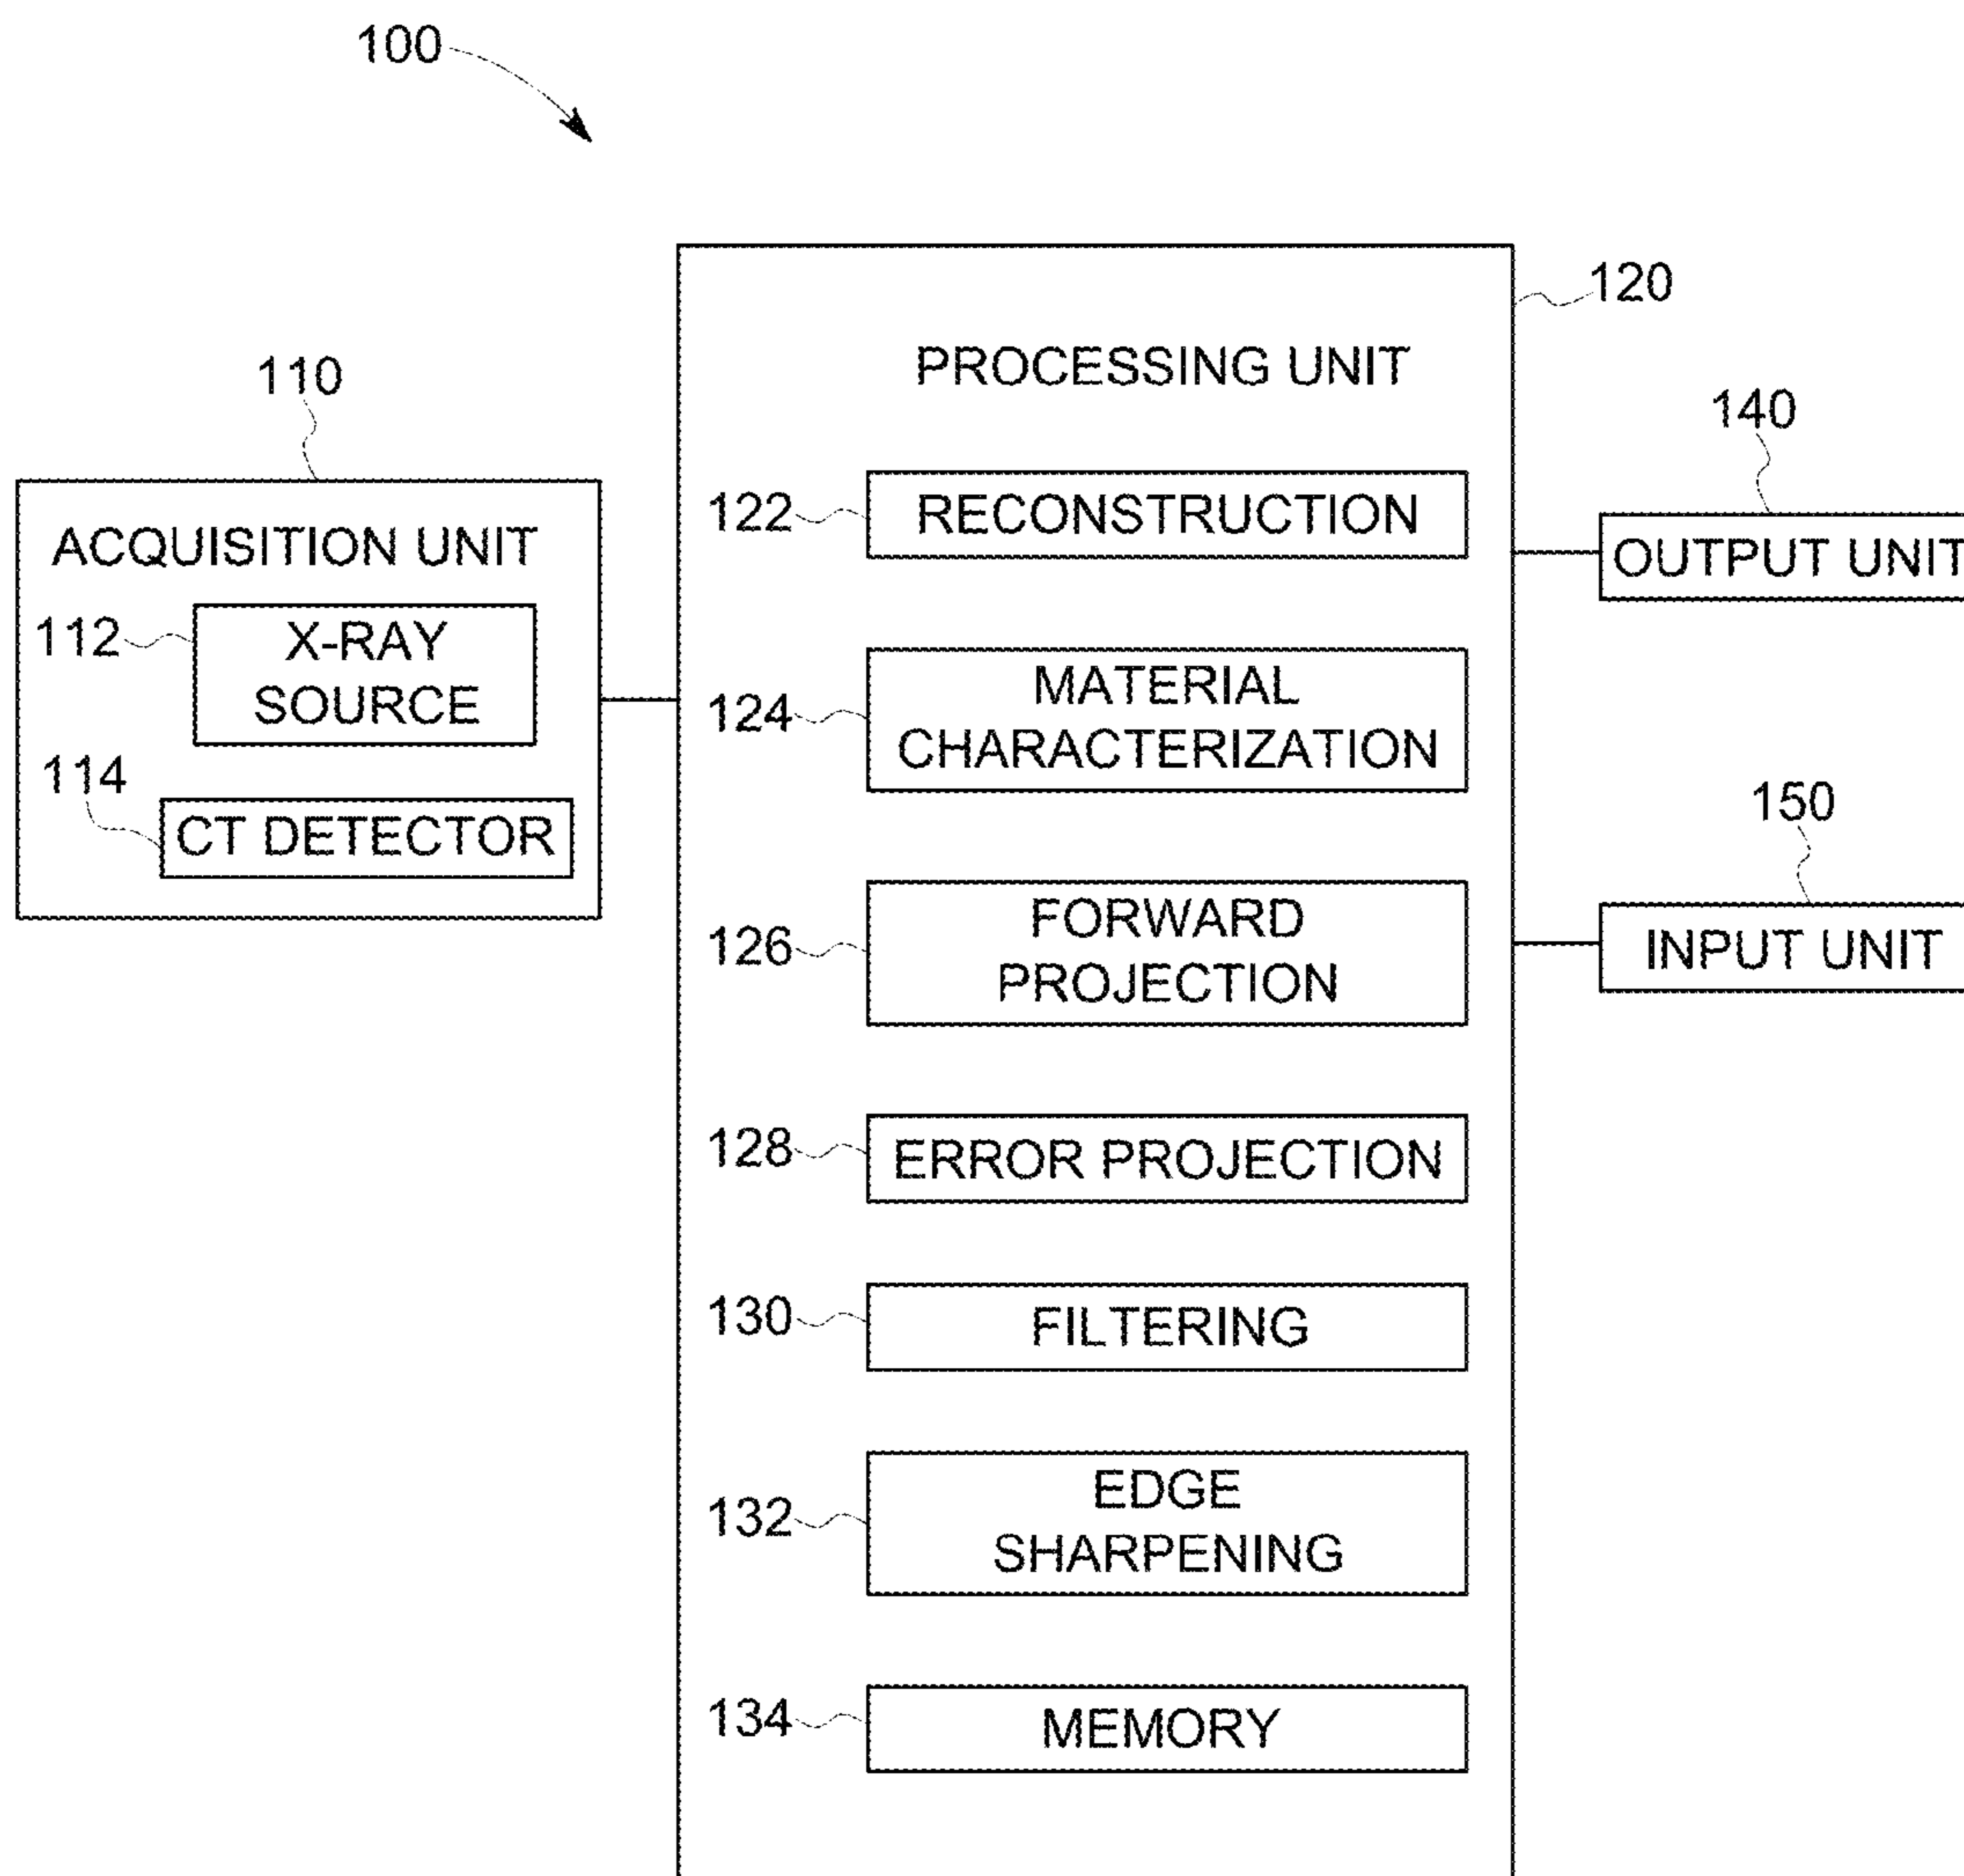 100
120
PROCESSING UNIT
110
ACQUISITION UNIT
112
X-RAY
SOURCE
114
CT DETECTOR
122
RECONSTRUCTION
124
MATERIAL
CHARACTERIZATION
126
FORWARD
PROJECTION
128
ERROR PROJECTION
130
FILTERING
132
EDGE
SHARPENING
134
MEMORY
140
OUTPUT UNIT
150
INPUT UNIT